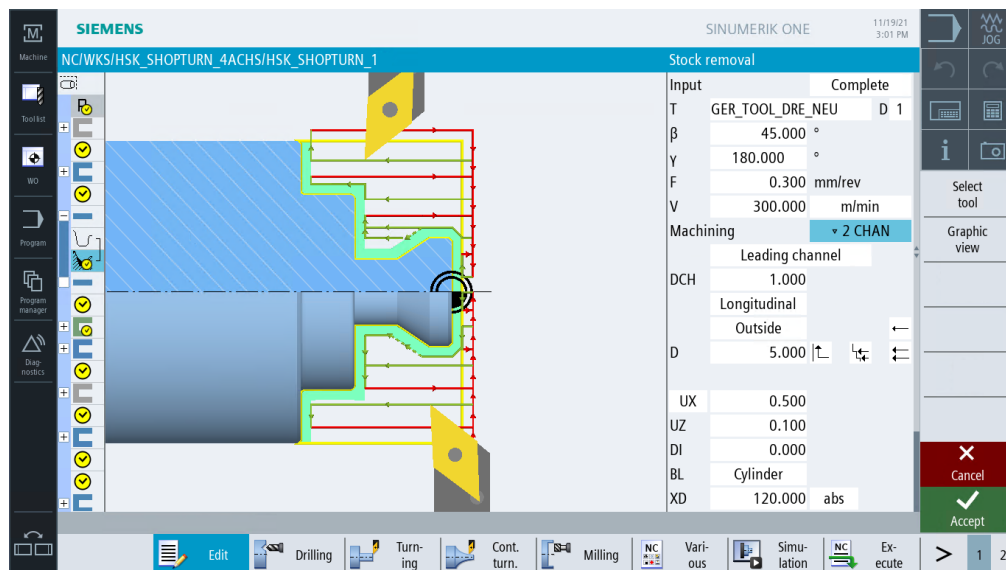 SIEMENS
SINUMERIK ONE
11/19/21
3:01 PM
M
Machine
JOG
NC/WKS/HSK_SHOPTURN_4ACHS/HSK_SHOPTURN_1
Stock removal
Input Complete
T GER_TOOL_DRE_NEU D 1
β 45.000 °
γ 180.000 °
F 0.300 mm/rev
V 300.000 m/min
Machining 2 CHAN
Leading channel
DCH 1.000
Longitudinal
Outside
D 5.000
UX 0.500
UZ 0.100
DI 0.000
BL Cylinder
XD 120.000 abs
Tool list
WO
Program
Program
manager
Diag-
nostics
i
Select
tool
Graphic
view
Cancel
Accept
Edit
Drilling
Turn-
ing
Cont.
turn.
Milling
NC
Vari-
ous
Simu-
lation
NC
Ex-
ecute
> 1 2